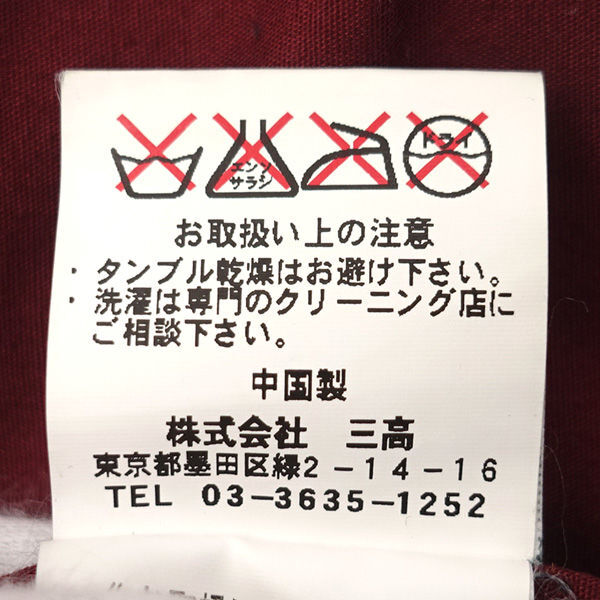 エンソ
サラシ
ドライ
お取扱い上の注意
・タンブル乾燥はお避け下さい。
・洗濯は専門のクリーニング店に
ご相談下さい。
中国製
株式会社 三高
東京都墨田区緑2-14-16
TEL 03-3635-1252